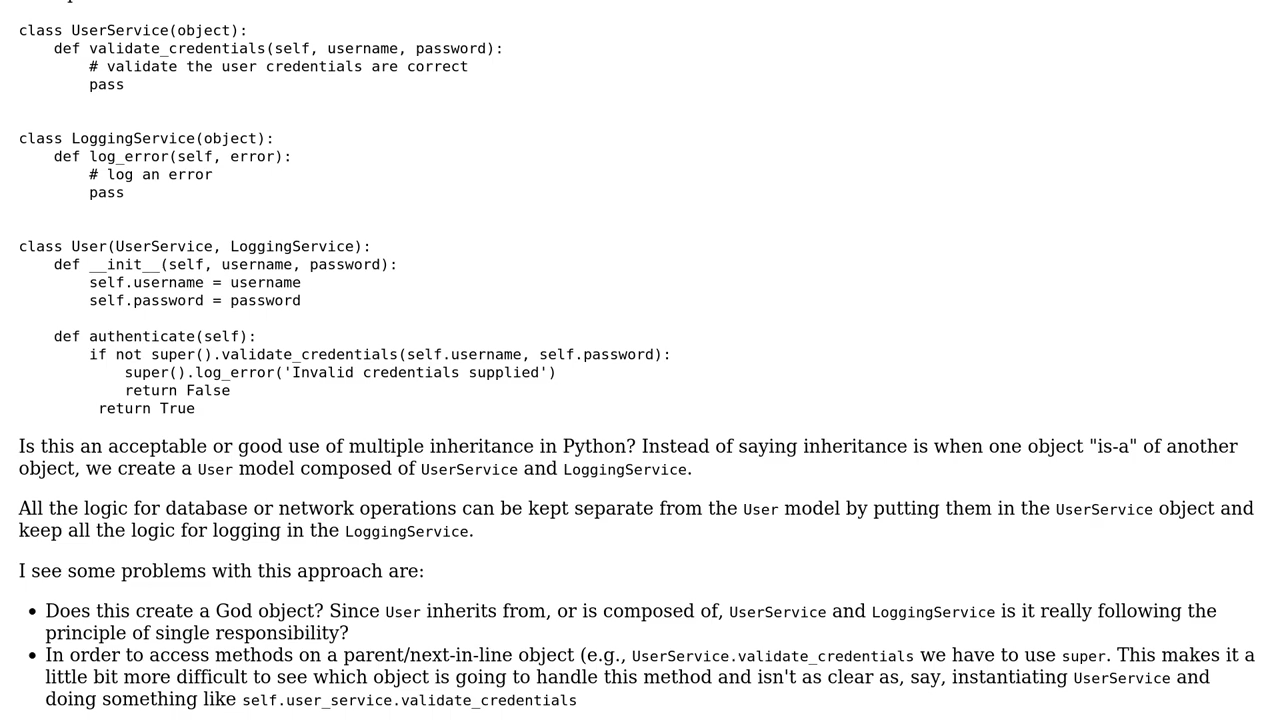 class UserService(object):
    def validate_credentials(self, username, password):
        # validate the user credentials are correct
        pass
class LoggingService(object):
    def log_error(self, error):
        # log an error
        pass
class User(UserService, LoggingService):
    def __init__(self, username, password):
        self.username = username
        self.password = password
    def authenticate(self):
        if not super().validate_credentials(self.username, self.password):
            super().log_error('Invalid credentials supplied')
            return False
         return True
Is this an acceptable or good use of multiple inheritance in Python? Instead of saying inheritance is when one object "is-a" of another
object, we create a User model composed of UserService and LoggingService.
All the logic for database or network operations can be kept separate from the User model by putting them in the UserService object and
keep all the logic for logging in the LoggingService.
I see some problems with this approach are:
• Does this create a God object? Since User inherits from, or is composed of, UserService and LoggingService is it really following the
principle of single responsibility?
• In order to access methods on a parent/next-in-line object (e.g., UserService.validate_credentials we have to use super. This makes it a
little bit more difficult to see which object is going to handle this method and isn't as clear as, say, instantiating UserService and
doing something like self.user_service.validate_credentials